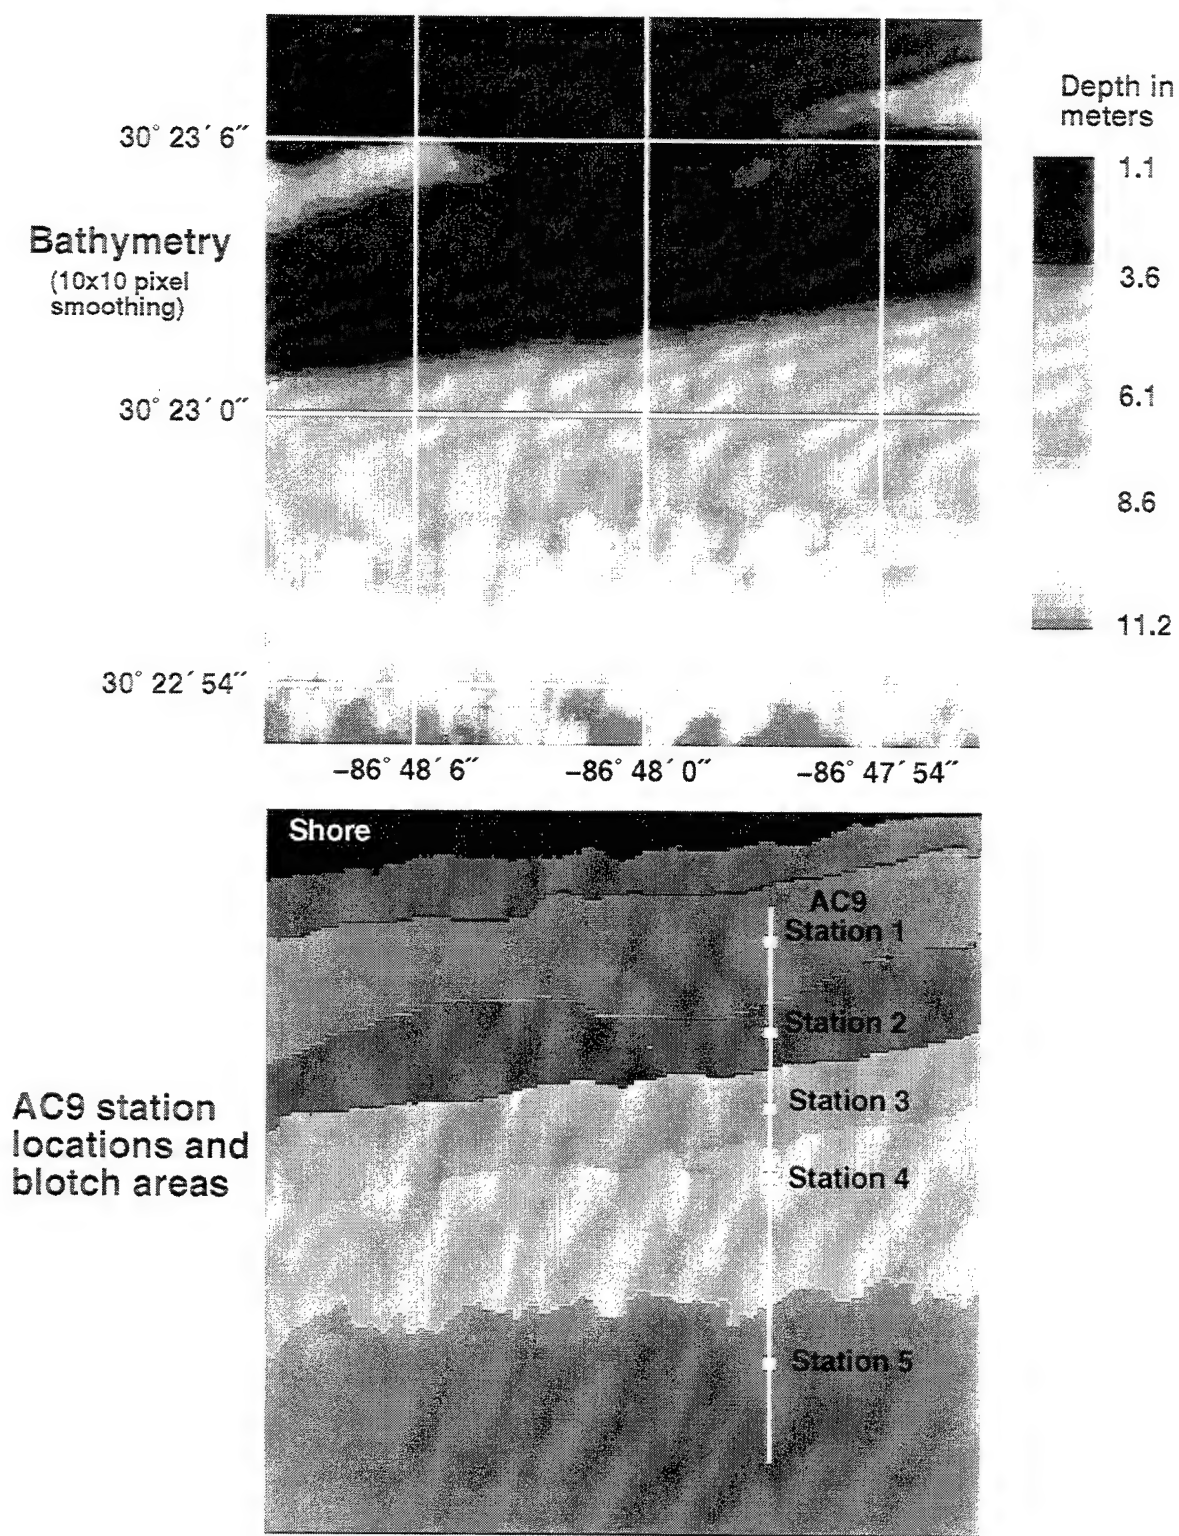 Depth in
meters
30° 23´ 6˝
1.1
Bathymetry
(10x10 pixel
smoothing)
3.6
30° 23´ 0˝
6.1
8.6
11.2
30° 22´ 54˝
−86° 48´ 6˝
−86° 48´ 0˝
−86° 47´ 54˝
Shore
AC9
Station 1
Station 2
AC9 station
locations and
blotch areas
Station 3
Station 4
Station 5